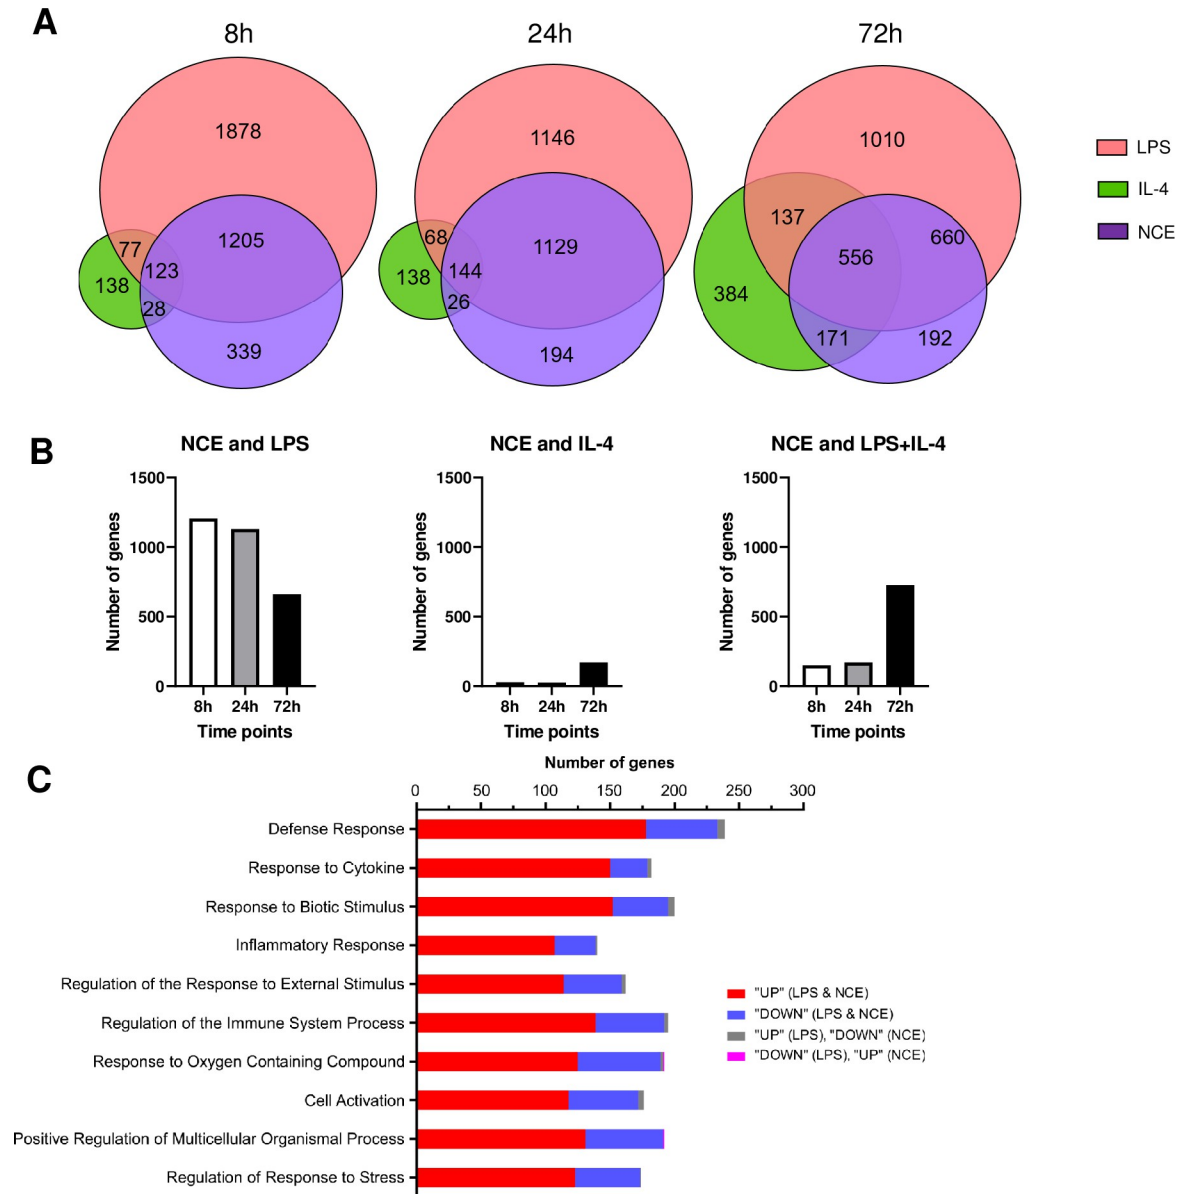 A
8h
24h
72h
1878
1205
77
123
138
28
339
1146
1129
68
144
138
26
194
1010
137
660
556
384
171
192
LPS
IL-4
NCE
B
NCE and LPS
NCE and IL-4
NCE and LPS+IL-4
Number of genes
1500
1000
500
0
8h 24h 72h
Time points
Number of genes
1500
1000
500
0
8h 24h 72h
Time points
Number of genes
1500
1000
500
0
8h 24h 72h
Time points
C
Number of genes
0 50 100 150 200 250 300
Defense Response
Response to Cytokine
Response to Biotic Stimulus
Inflammatory Response
Regulation of the Response to External Stimulus
Regulation of the Immune System Process
Response to Oxygen Containing Compound
Cell Activation
Positive Regulation of Multicellular Organismal Process
Regulation of Response to Stress
"UP" (LPS & NCE)
"DOWN" (LPS & NCE)
"UP" (LPS), "DOWN" (NCE)
"DOWN" (LPS), "UP" (NCE)